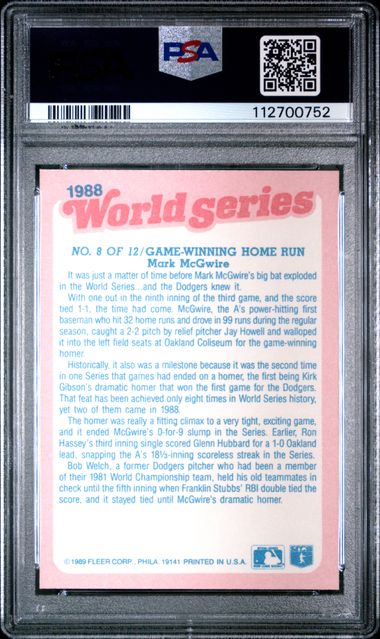 PSA
112700752
1988
World Series
NO. 8 OF 12/GAME-WINNING HOME RUN
Mark McGwire
It was just a matter of time before Mark McGwire's big bat exploded
in the World Series...and the Dodgers knew it.
With one out in the ninth inning of the third game, and the score
tied 1-1, the time had come. McGwire, the A's power-hitting first
baseman who hit 32 home runs and drove in 99 runs during the regular
season, caught a 2-2 pitch by relief pitcher Jay Howell and walloped
it into the left field seats at Oakland Coliseum for the game-winning
homer.
Historically, it also was a milestone because it was the second time
in one Series that games had ended on a homer, the first being Kirk
Gibson's dramatic homer that won the first game for the Dodgers.
That feat has been achieved only eight times in World Series history,
yet two of them came in 1988.
The homer was really a fitting climax to a very tight, exciting game,
and it ended McGwire's 0-for-9 slump in the Series. Earlier, Ron
Hassey's third inning single scored Glenn Hubbard for a 1-0 Oakland
lead, snapping the A's 18½-inning scoreless streak in the Series.
Bob Welch, a former Dodgers pitcher who had been a member
of their 1981 World Championship team, held his old teammates in
check until the fifth inning when Franklin Stubbs' RBI double tied the
score, and it stayed tied until McGwire's dramatic homer.
©1989 FLEER CORP., PHILA. 19141 PRINTED IN U.S.A.